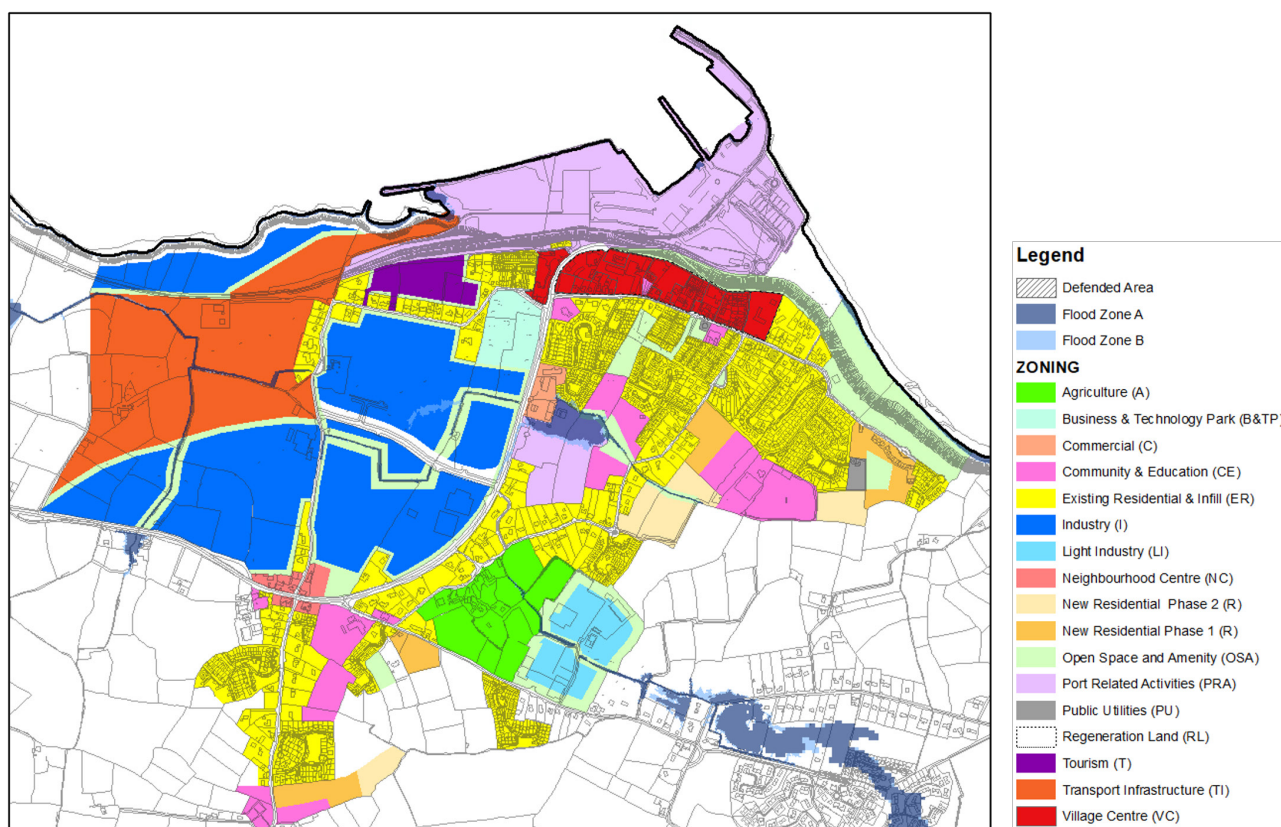 Legend
Defended Area
Flood Zone A
Flood Zone B
ZONING
Agriculture (A)
Business & Technology Park (B&TP)
Commercial (C)
Community & Education (CE)
Existing Residential & Infill (ER)
Industry (I)
Light Industry (LI)
Neighbourhood Centre (NC)
New Residential Phase 2 (R)
New Residential Phase 1 (R)
Open Space and Amenity (OSA)
Port Related Activities (PRA)
Public Utilities (PU)
Regeneration Land (RL)
Tourism (T)
Transport Infrastructure (TI)
Village Centre (VC)